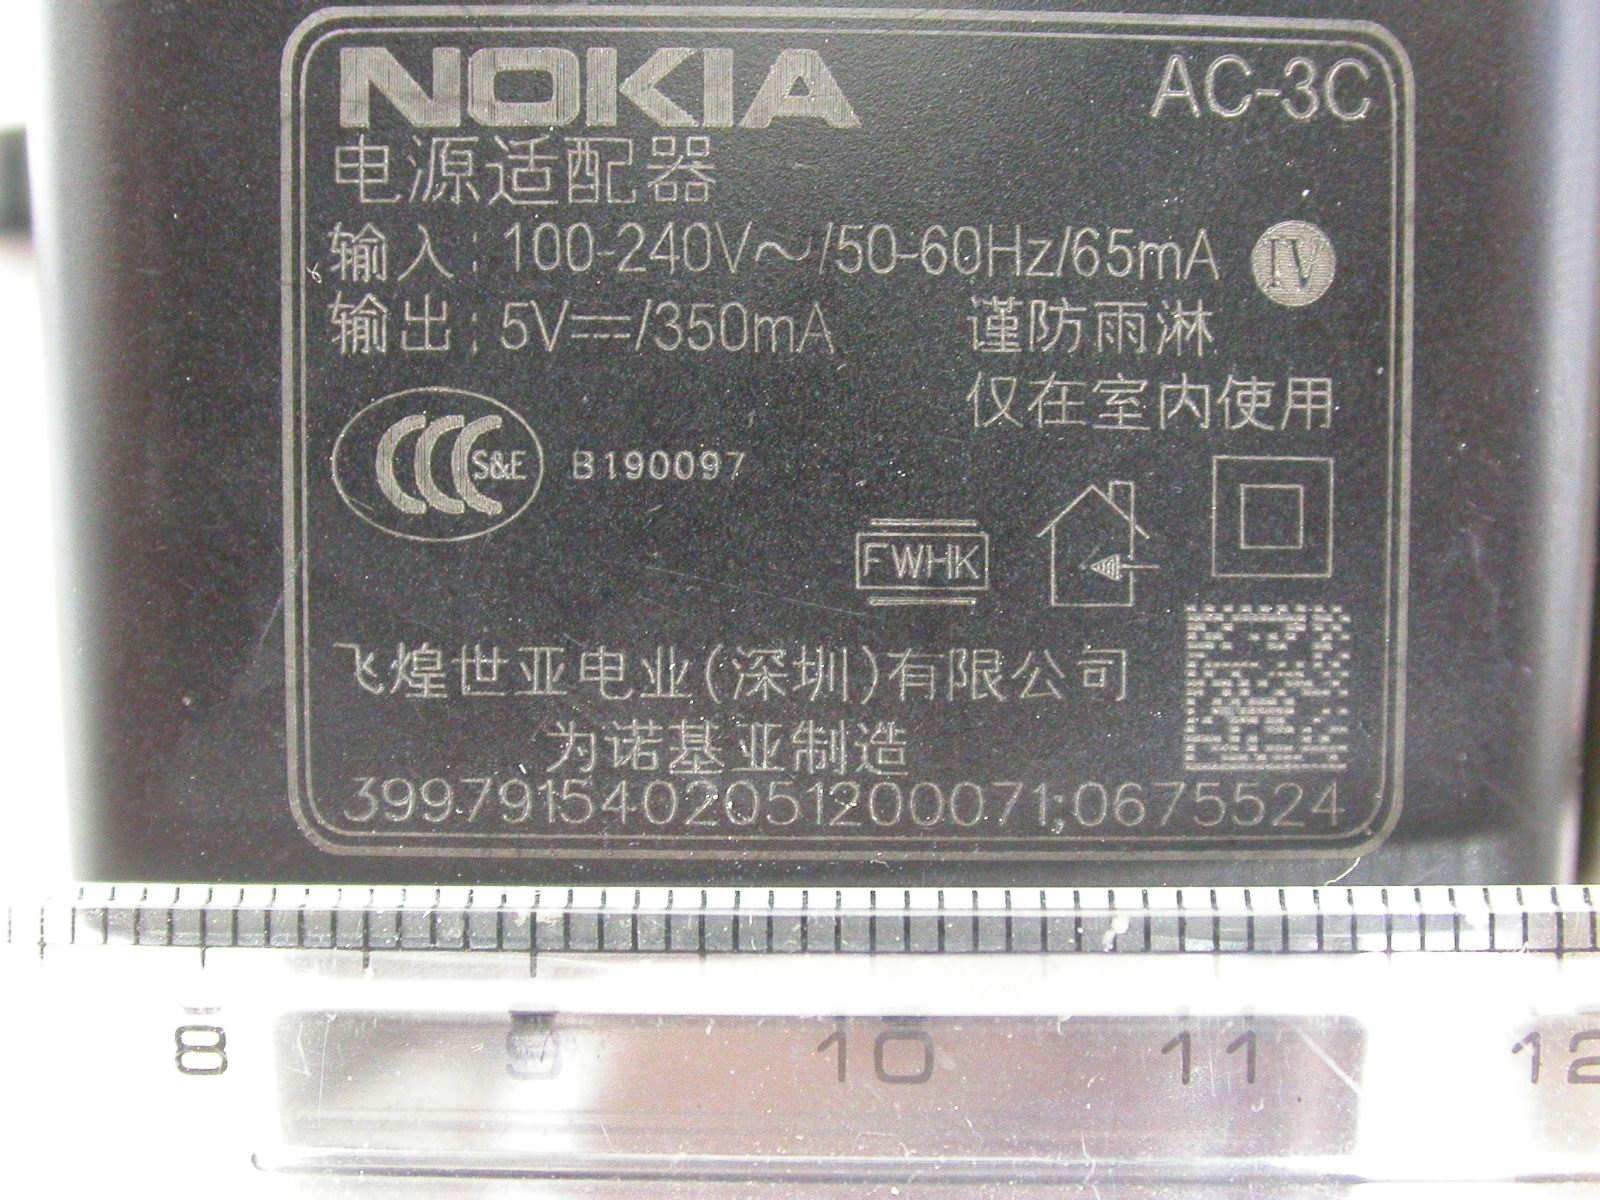 NOKIA AC-3C
电源适配器
输入: 100-240V～/50-60Hz/65mA IV
输出: 5V⎓/350mA 谨防雨淋
仅在室内使用
CCC S&E B190097
FWHK
飞煌世亚电业(深圳)有限公司
为诺基亚制造
3997915402051200071;0675524
8 9 10 11 12